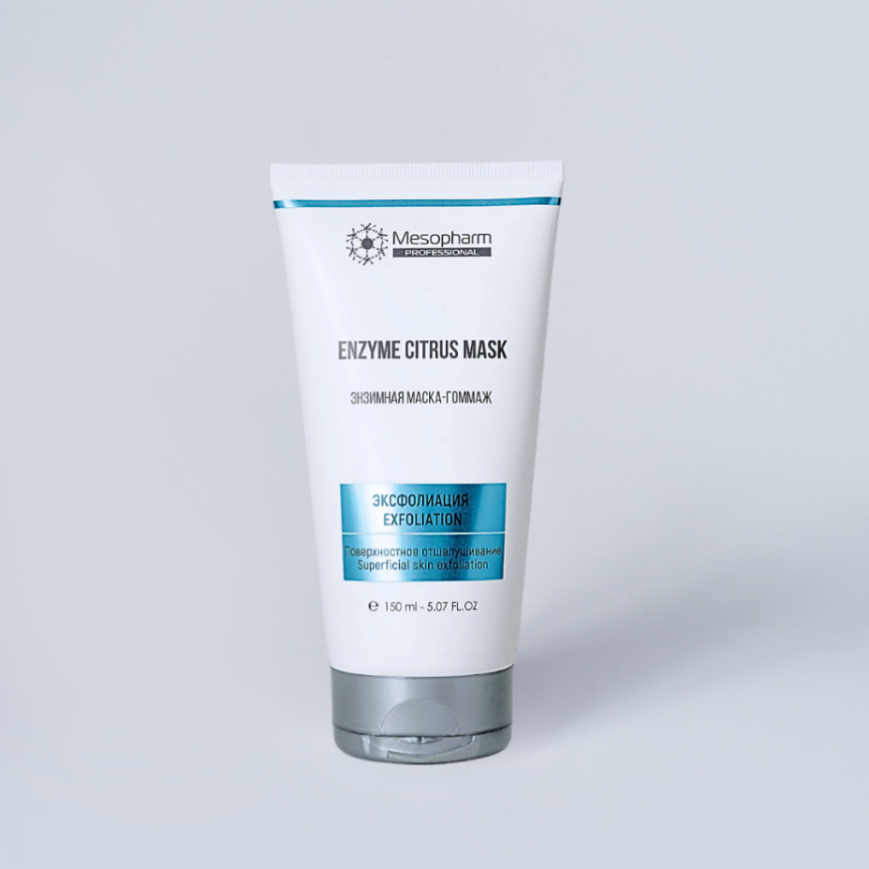 Mesopharm
PROFESSIONAL
ENZYME CITRUS MASK
ЭНЗИМНАЯ МАСКА-ГОММАЖ
ЭКСФОЛИАЦИЯ
EXFOLIATION
Поверхностное отшелушивание
Superficial skin exfoliation
℮ 150 ml - 5.07 FL.OZ